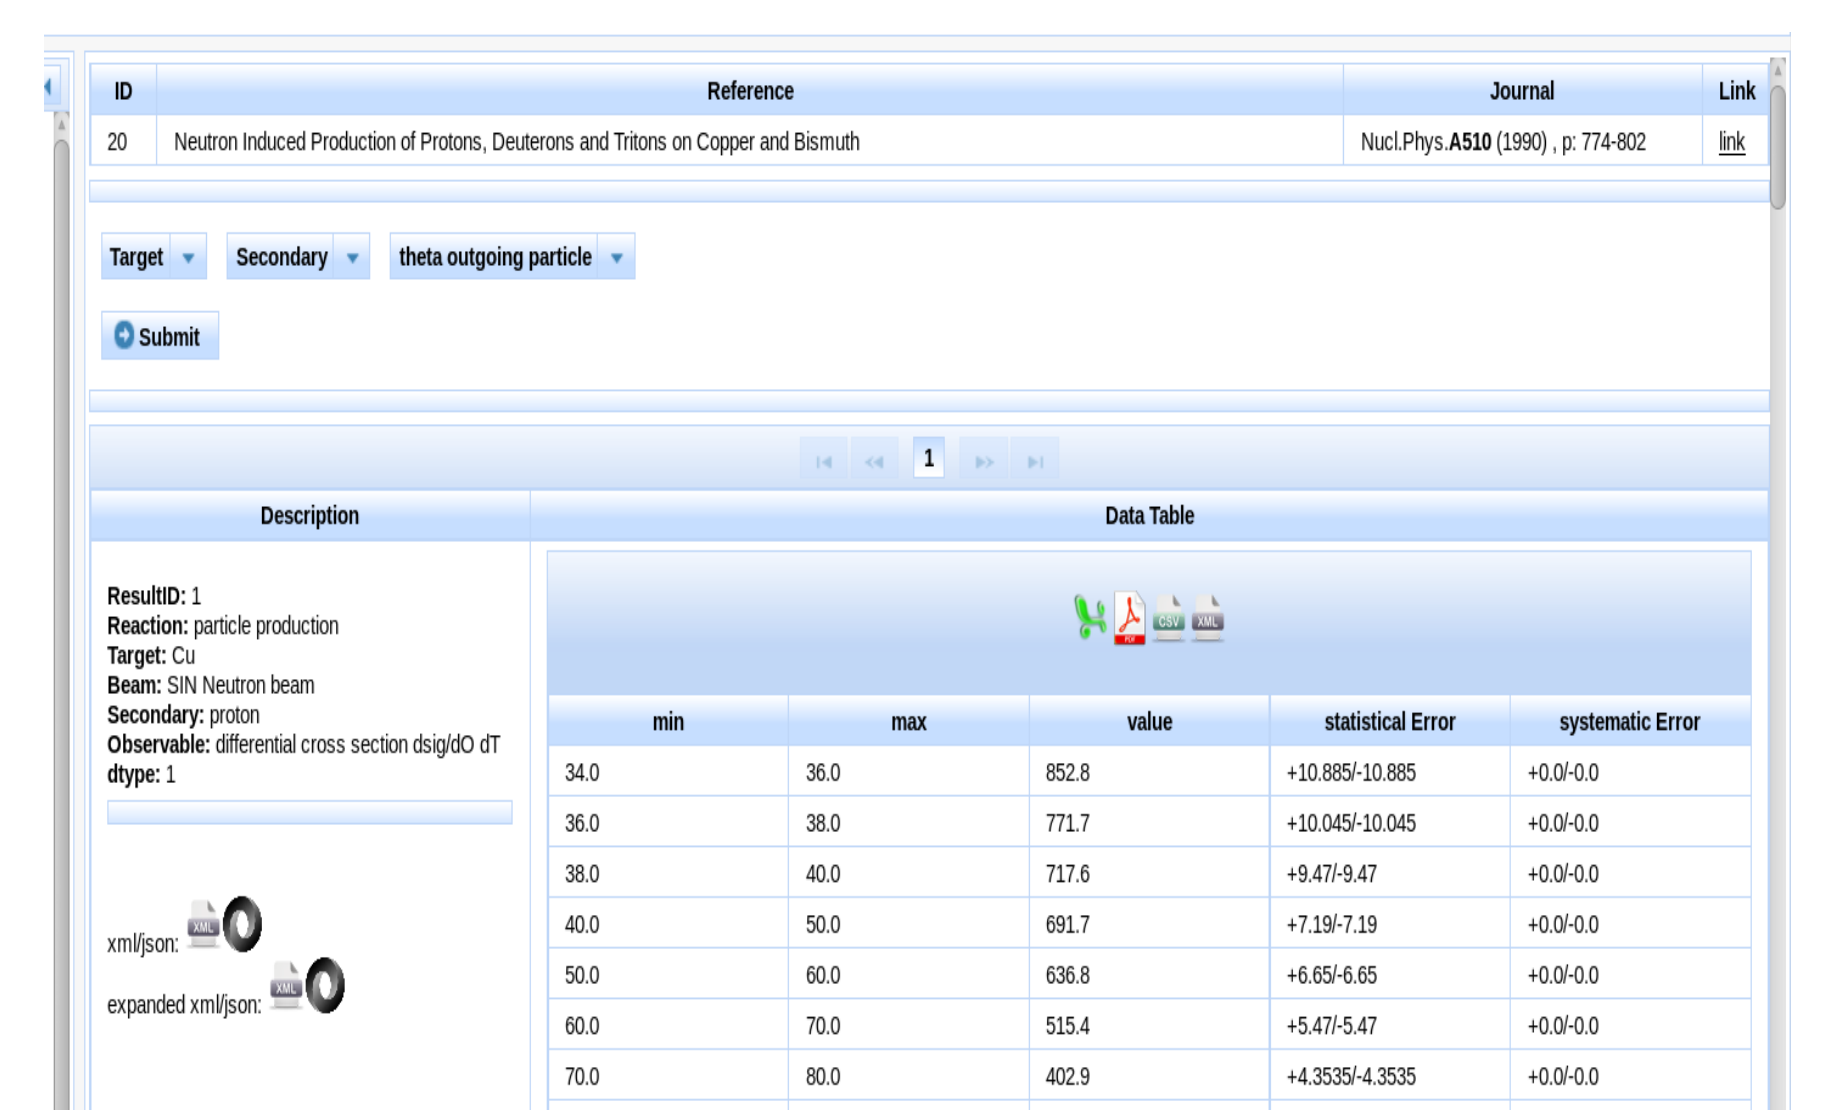 ID Reference Journal Link
20 Neutron Induced Production of Protons, Deuterons and Tritons on Copper and Bismuth Nucl.Phys.A510 (1990) , p: 774-802 link
Target Secondary theta outgoing particle
Submit
1
Description Data Table
ResultID: 1
Reaction: particle production
Target: Cu
Beam: SIN Neutron beam
Secondary: proton
Observable: differential cross section dsig/dO dT
dtype: 1
xml/json: XML
expanded xml/json: XML
PDF CSV XML
min max value statistical Error systematic Error
34.0 36.0 852.8 +10.885/-10.885 +0.0/-0.0
36.0 38.0 771.7 +10.045/-10.045 +0.0/-0.0
38.0 40.0 717.6 +9.47/-9.47 +0.0/-0.0
40.0 50.0 691.7 +7.19/-7.19 +0.0/-0.0
50.0 60.0 636.8 +6.65/-6.65 +0.0/-0.0
60.0 70.0 515.4 +5.47/-5.47 +0.0/-0.0
70.0 80.0 402.9 +4.3535/-4.3535 +0.0/-0.0